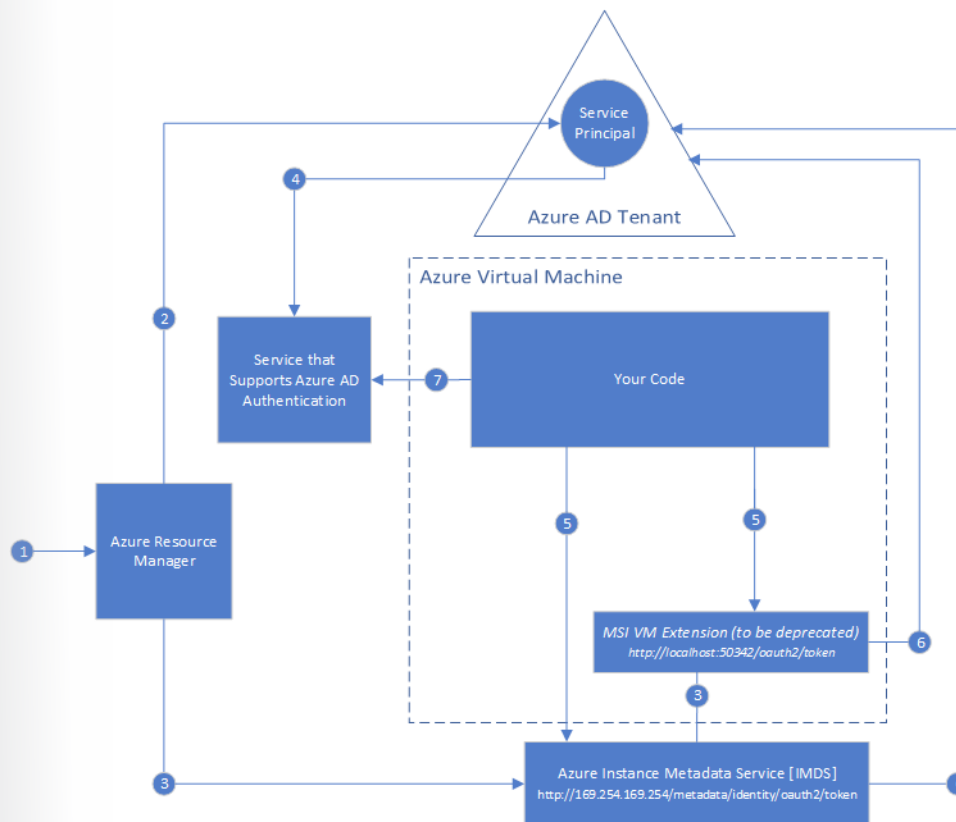 Service
Principal
Azure AD Tenant
4
2
Azure Virtual Machine
Service that
Supports Azure AD
Authentication
7
Your Code
1
Azure Resource
Manager
5
5
MSI VM Extension (to be deprecated)
http://localhost:50342/oauth2/token
6
3
3
Azure Instance Metadata Service [IMDS]
http://169.254.169.254/metadata/identity/oauth2/token